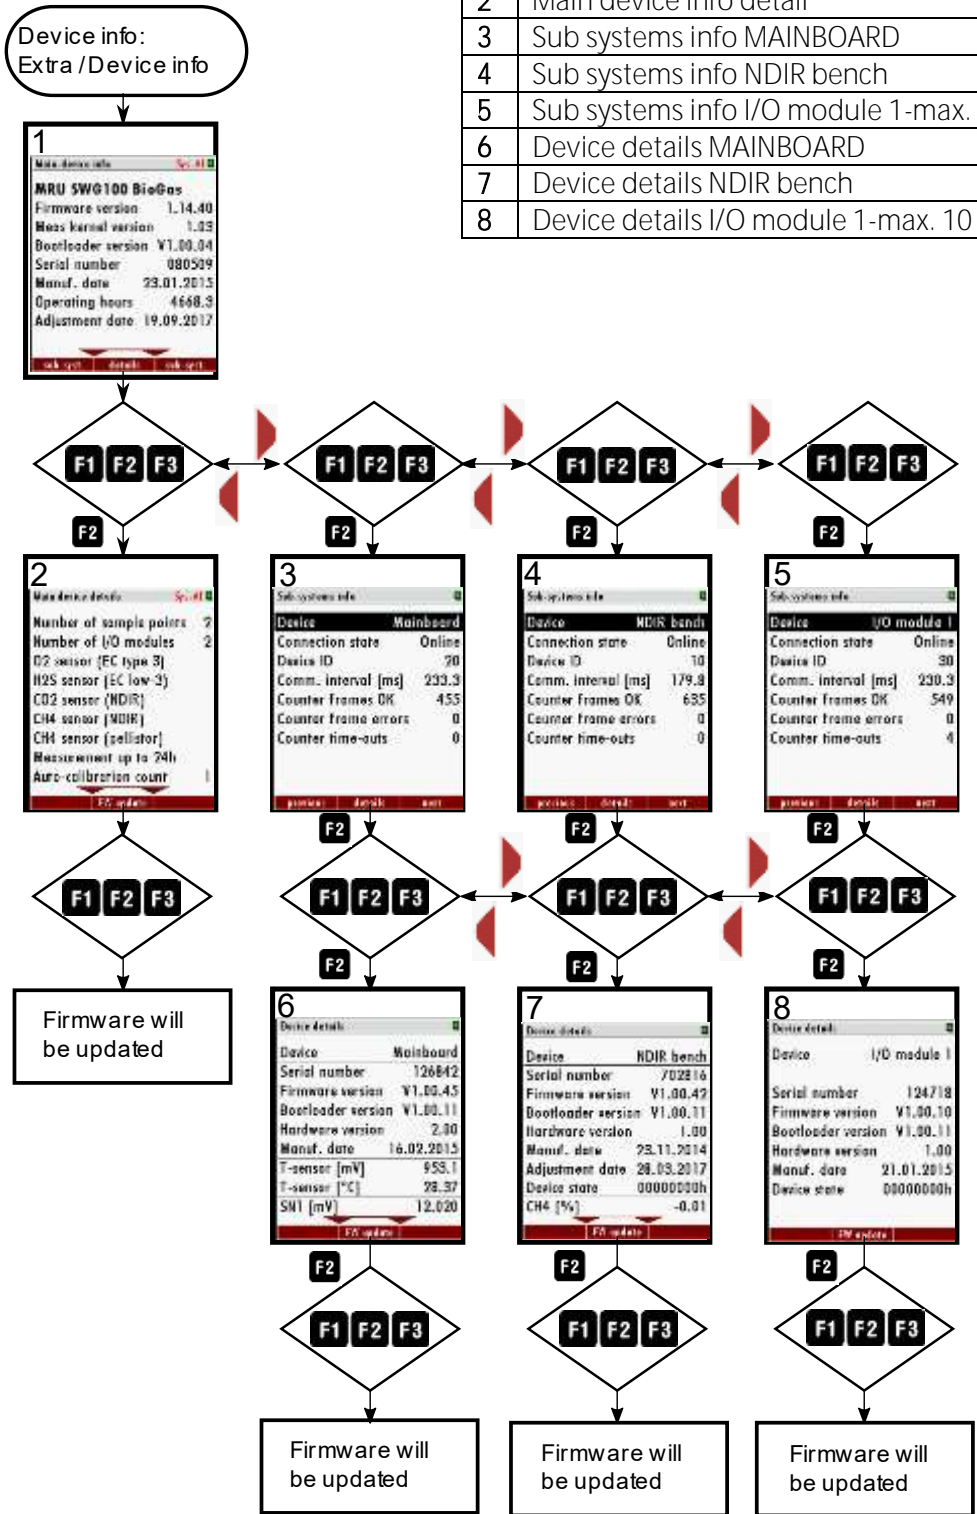 Device info:
Extra / Device info
2 Main device info detail
3 Sub systems info MAINBOARD
4 Sub systems info NDIR bench
5 Sub systems info I/O module 1-max.
6 Device details MAINBOARD
7 Device details NDIR bench
8 Device details I/O module 1-max. 10
1
Main device info
MRU SWG100 BioGas
Firmware version 1.14.40
Meas kernel version 1.03
Bootloader version V1.00.04
Serial number 080509
Manuf. date 23.01.2015
Operating hours 4668.3
Adjustment date 19.09.2017
sub syst. details sub syst.
F1 F2 F3
F1 F2 F3
F1 F2 F3
F1 F2 F3
F2
F2
F2
F2
2
Main device details
Number of sample points 2
Number of I/O modules 2
O2 sensor (EC type 3)
H2S sensor (EC low-3)
CO2 sensor (NDIR)
CH4 sensor (NDIR)
CH4 sensor (pellistor)
Measurement up to 24h
Auto-calibration count 1
FW update
3
Sub-systems info
Device Mainboard
Connection state Online
Device ID 20
Comm. interval [ms] 233.3
Counter frames OK 455
Counter frame errors 0
Counter time-outs 0
previous details next
4
Sub-systems info
Device NDIR bench
Connection state Online
Device ID 10
Comm. interval [ms] 179.8
Counter frames OK 635
Counter frame errors 0
Counter time-outs 0
previous details next
5
Sub-systems info
Device I/O module 1
Connection state Online
Device ID 30
Comm. interval [ms] 230.3
Counter frames OK 549
Counter frame errors 0
Counter time-outs 4
previous details next
F2
F2
F2
F1 F2 F3
F1 F2 F3
F1 F2 F3
F1 F2 F3
F2
F2
F2
Firmware will
be updated
6
Device details
Device Mainboard
Serial number 126842
Firmware version V1.00.45
Bootloader version V1.00.11
Hardware version 2.00
Manuf. date 16.02.2015
T-sensor [mV] 953.1
T-sensor [°C] 28.37
SN1 [mV] 12.020
FW update
7
Device details
Device NDIR bench
Serial number 702816
Firmware version V1.00.42
Bootloader version V1.00.11
Hardware version 1.00
Manuf. date 23.11.2014
Adjustment date 28.03.2017
Device state 00000000h
CH4 [%] -0.01
FW update
8
Device details
Device I/O module 1
Serial number 124718
Firmware version V1.00.10
Bootloader version V1.00.11
Hardware version 1.00
Manuf. date 21.01.2015
Device state 00000000h
FW update
F2
F2
F2
F1 F2 F3
F1 F2 F3
F1 F2 F3
Firmware will
be updated
Firmware will
be updated
Firmware will
be updated